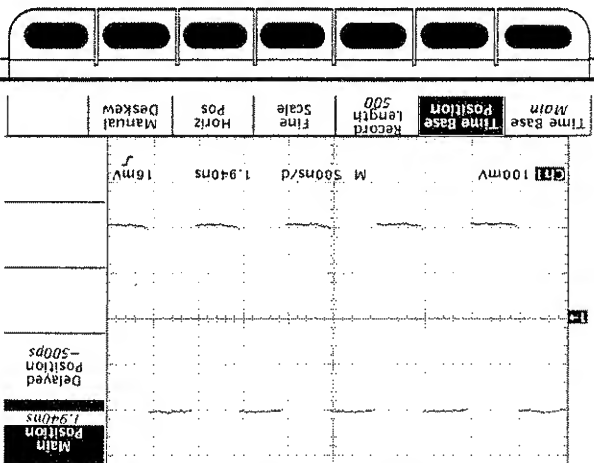 Main
Position
1.940ns
Delayed
Position
-500ps
1→
Ch1 100mV M 500ns/d 1.940ns 16mV
Time Base
Main
Time Base
Position
Record
Length
500
Fine
Scale
Horiz
Pos
Manual
Deskew